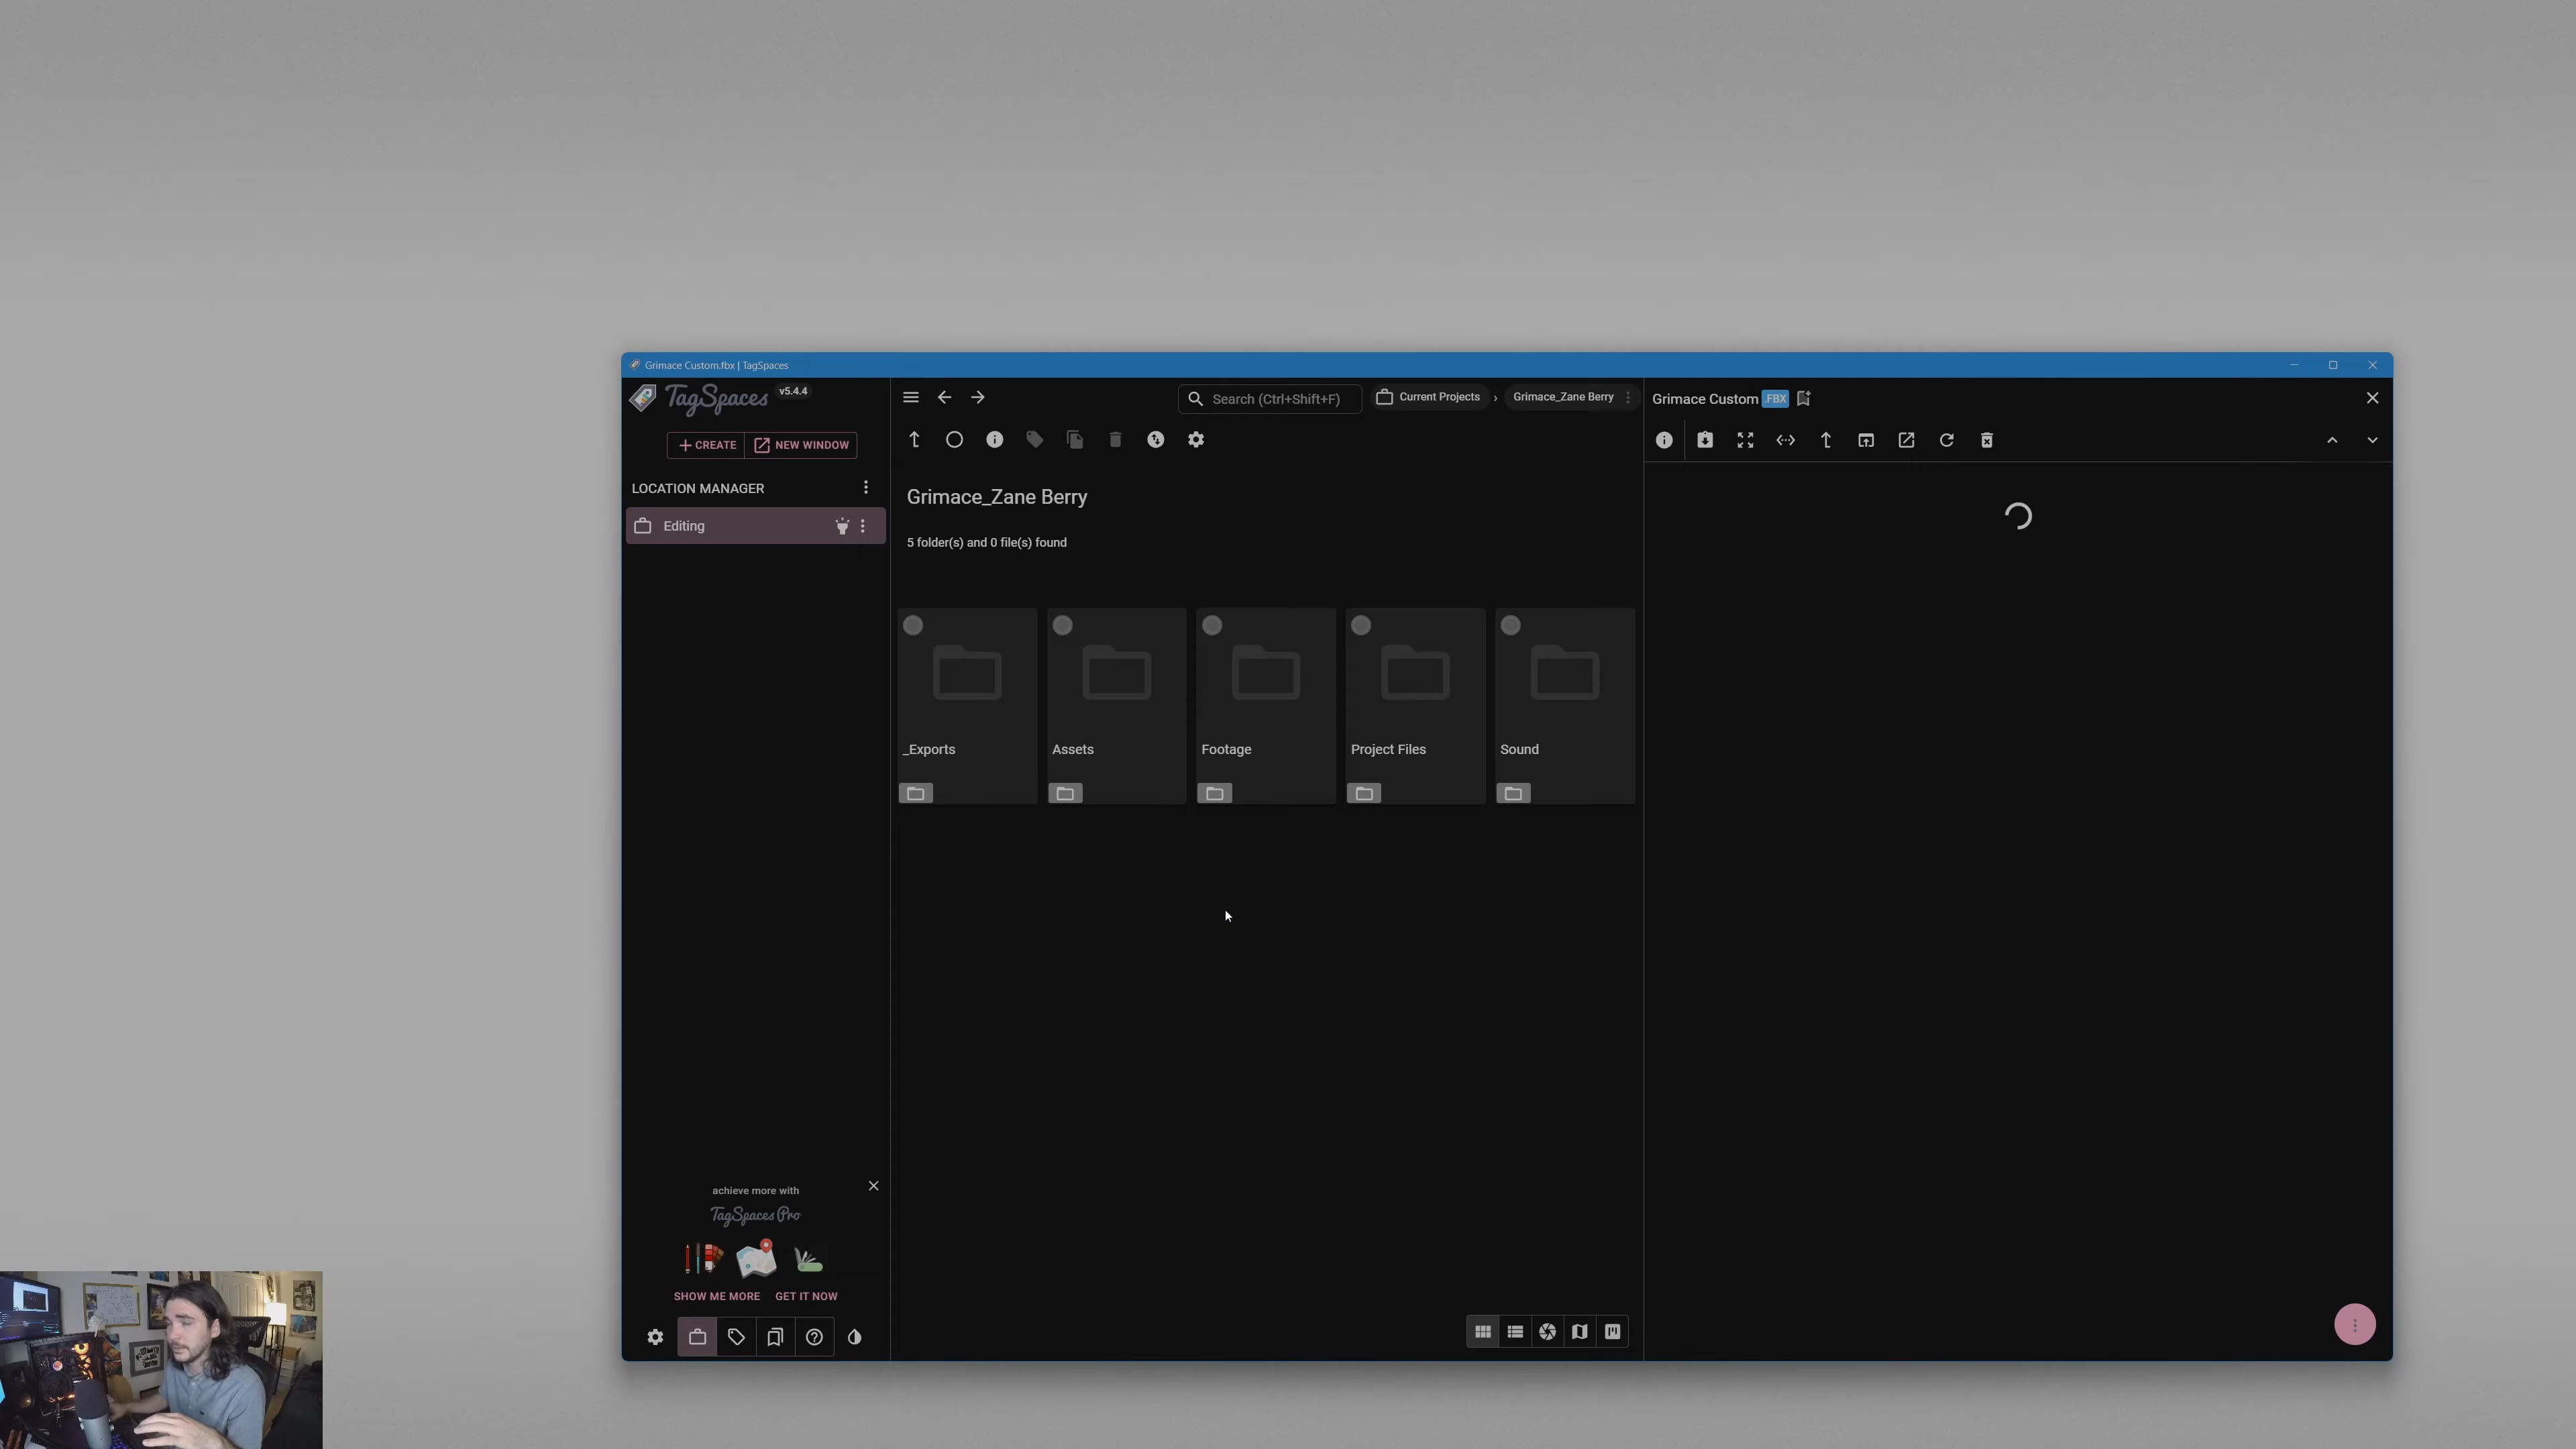 Grimace Custom.fbx | TagSpaces
TagSpaces v5.4.4
CREATE NEW WINDOW
LOCATION MANAGER
Editing
achieve more with
TagSpaces Pro
SHOW ME MORE GET IT NOW
Search (Ctrl+Shift+F) Current Projects › Grimace_Zane Berry
Grimace_Zane Berry
5 folder(s) and 0 file(s) found
_Exports Assets Footage Project Files Sound
Grimace Custom .FBX